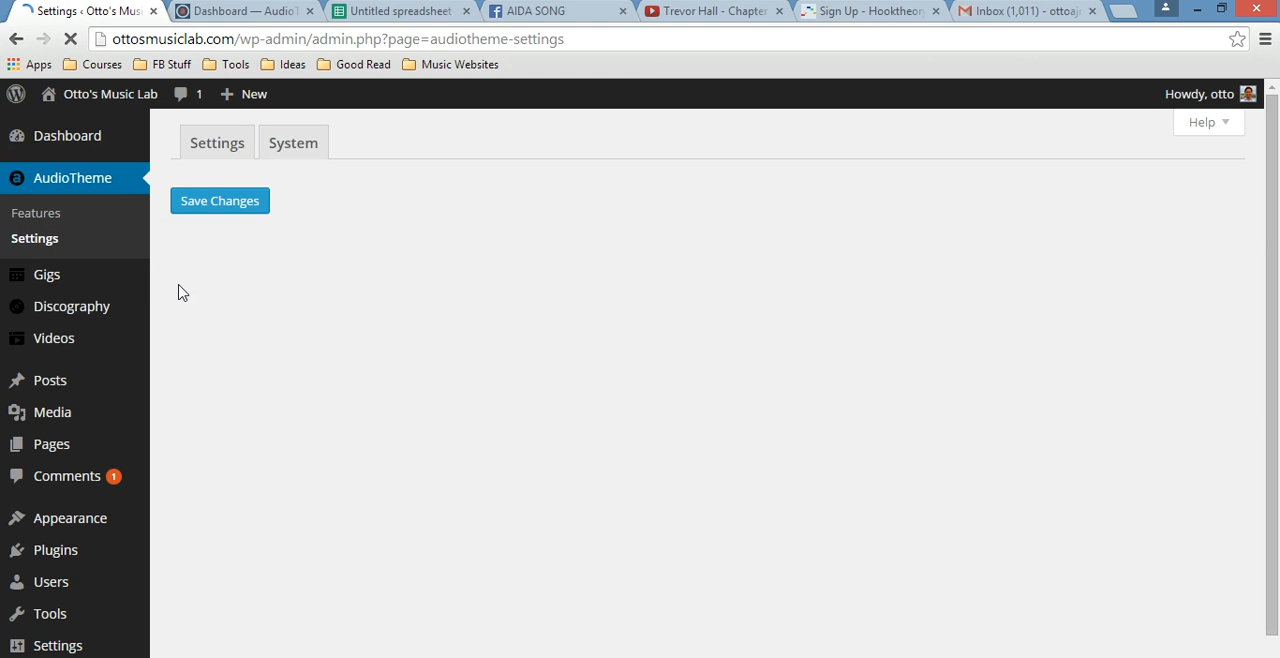 Settings ‹ Otto's Musi
Dashboard — AudioT
Untitled spreadsheet
AIDA SONG
Trevor Hall - Chapter
Sign Up - Hooktheory
Inbox (1,011) - ottoaj
ottosmusiclab.com/wp-admin/admin.php?page=audiotheme-settings
Apps Courses FB Stuff Tools Ideas Good Read Music Websites
Otto's Music Lab 1 New Howdy, otto
Help
Dashboard
AudioTheme
Features
Settings
Gigs
Discography
Videos
Posts
Media
Pages
Comments 1
Appearance
Plugins
Users
Tools
Settings
Settings System
Save Changes